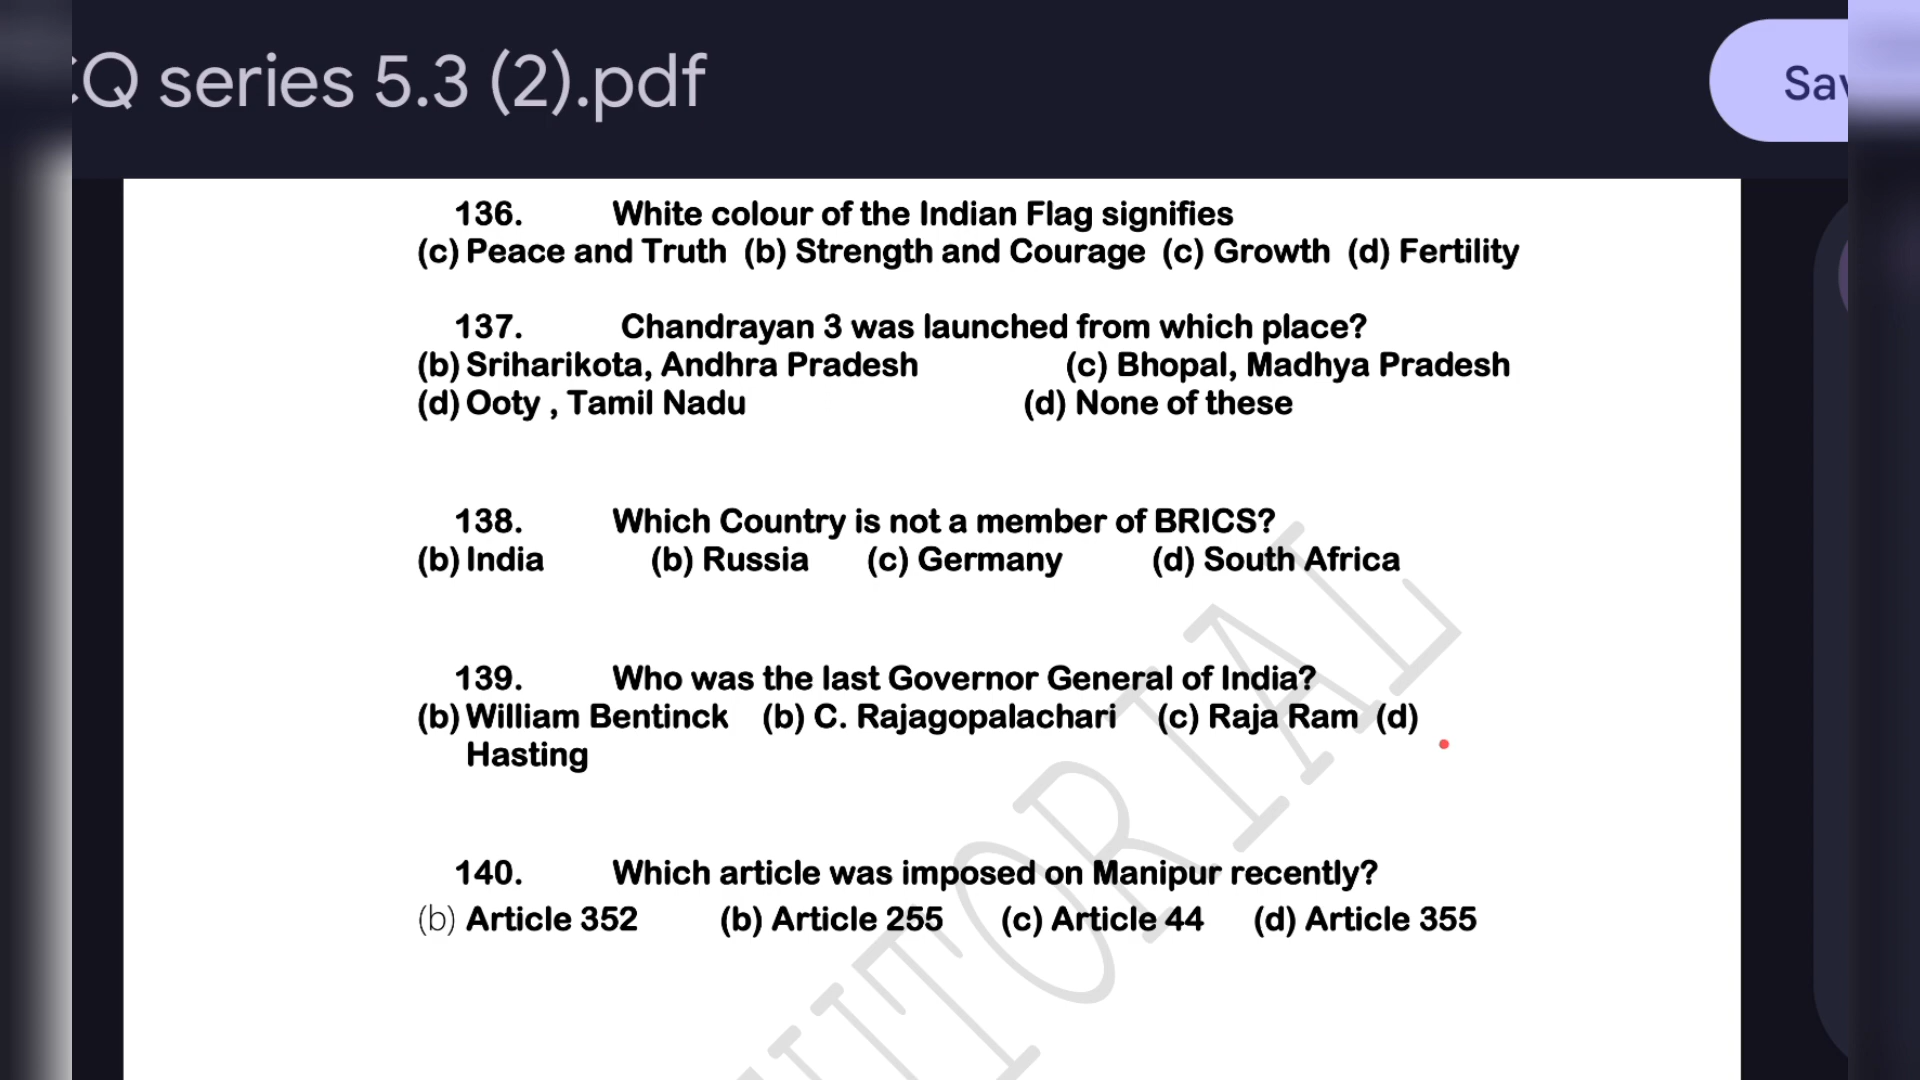 Q series 5.3 (2).pdf
Sav
136. White colour of the Indian Flag signifies
(c) Peace and Truth (b) Strength and Courage (c) Growth (d) Fertility
137. Chandrayan 3 was launched from which place?
(b) Sriharikota, Andhra Pradesh (c) Bhopal, Madhya Pradesh
(d) Ooty , Tamil Nadu (d) None of these
138. Which Country is not a member of BRICS?
(b) India (b) Russia (c) Germany (d) South Africa
139. Who was the last Governor General of India?
(b) William Bentinck (b) C. Rajagopalachari (c) Raja Ram (d)
Hasting
140. Which article was imposed on Manipur recently?
(b) Article 352 (b) Article 255 (c) Article 44 (d) Article 355
UTORIAL